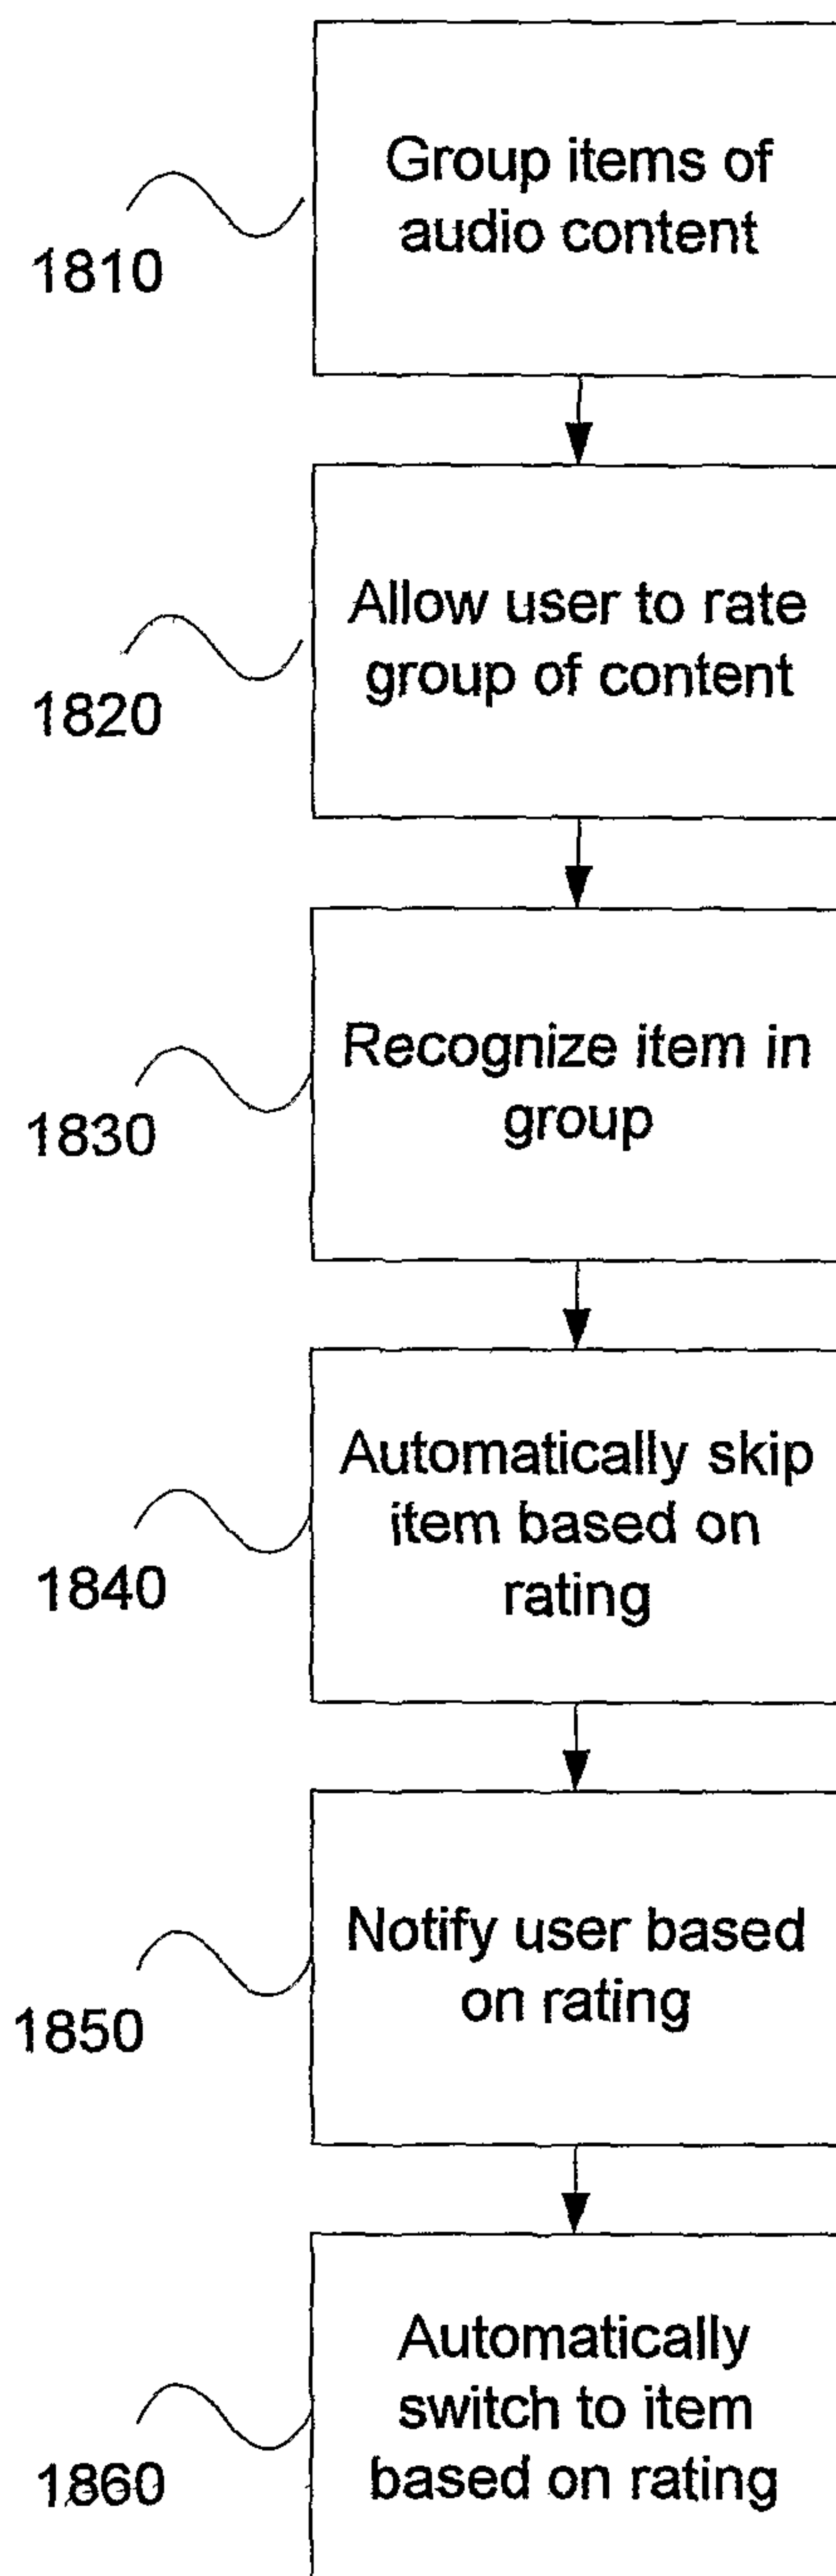 Group items of
audio content
1810
Allow user to rate
group of content
1820
Recognize item in
group
1830
Automatically skip
item based on
rating
1840
Notify user based
on rating
1850
Automatically
switch to item
based on rating
1860